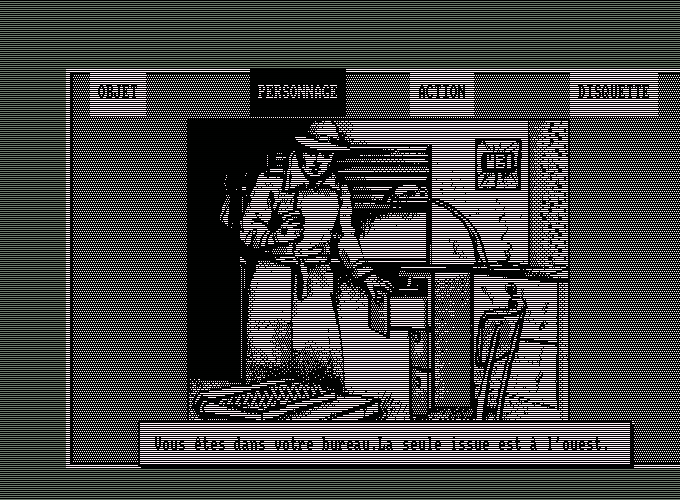 OBJET PERSONNAGE ACTION DISQUETTE
Vous êtes dans votre bureau.La seule issue est à l'ouest.